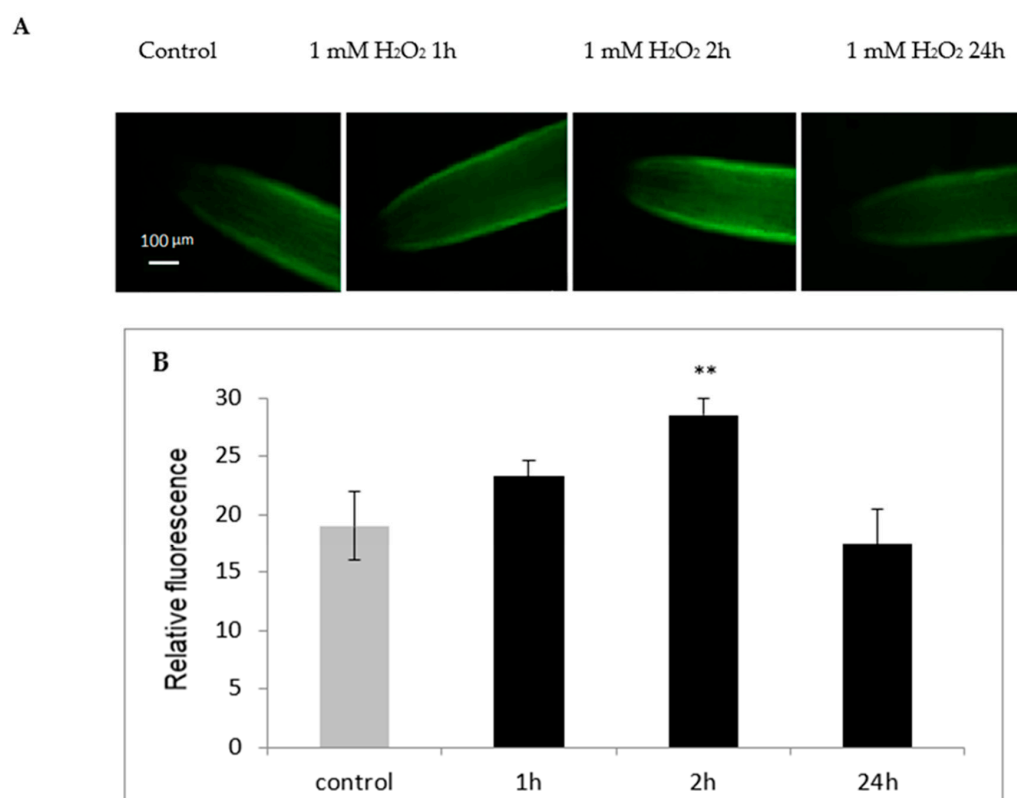 A
Control 1 mM H₂O₂ 1h 1 mM H₂O₂ 2h 1 mM H₂O₂ 24h
100 µm
B
**
30
25
20
15
10
5
0
Relative fluorescence
control 1h 2h 24h